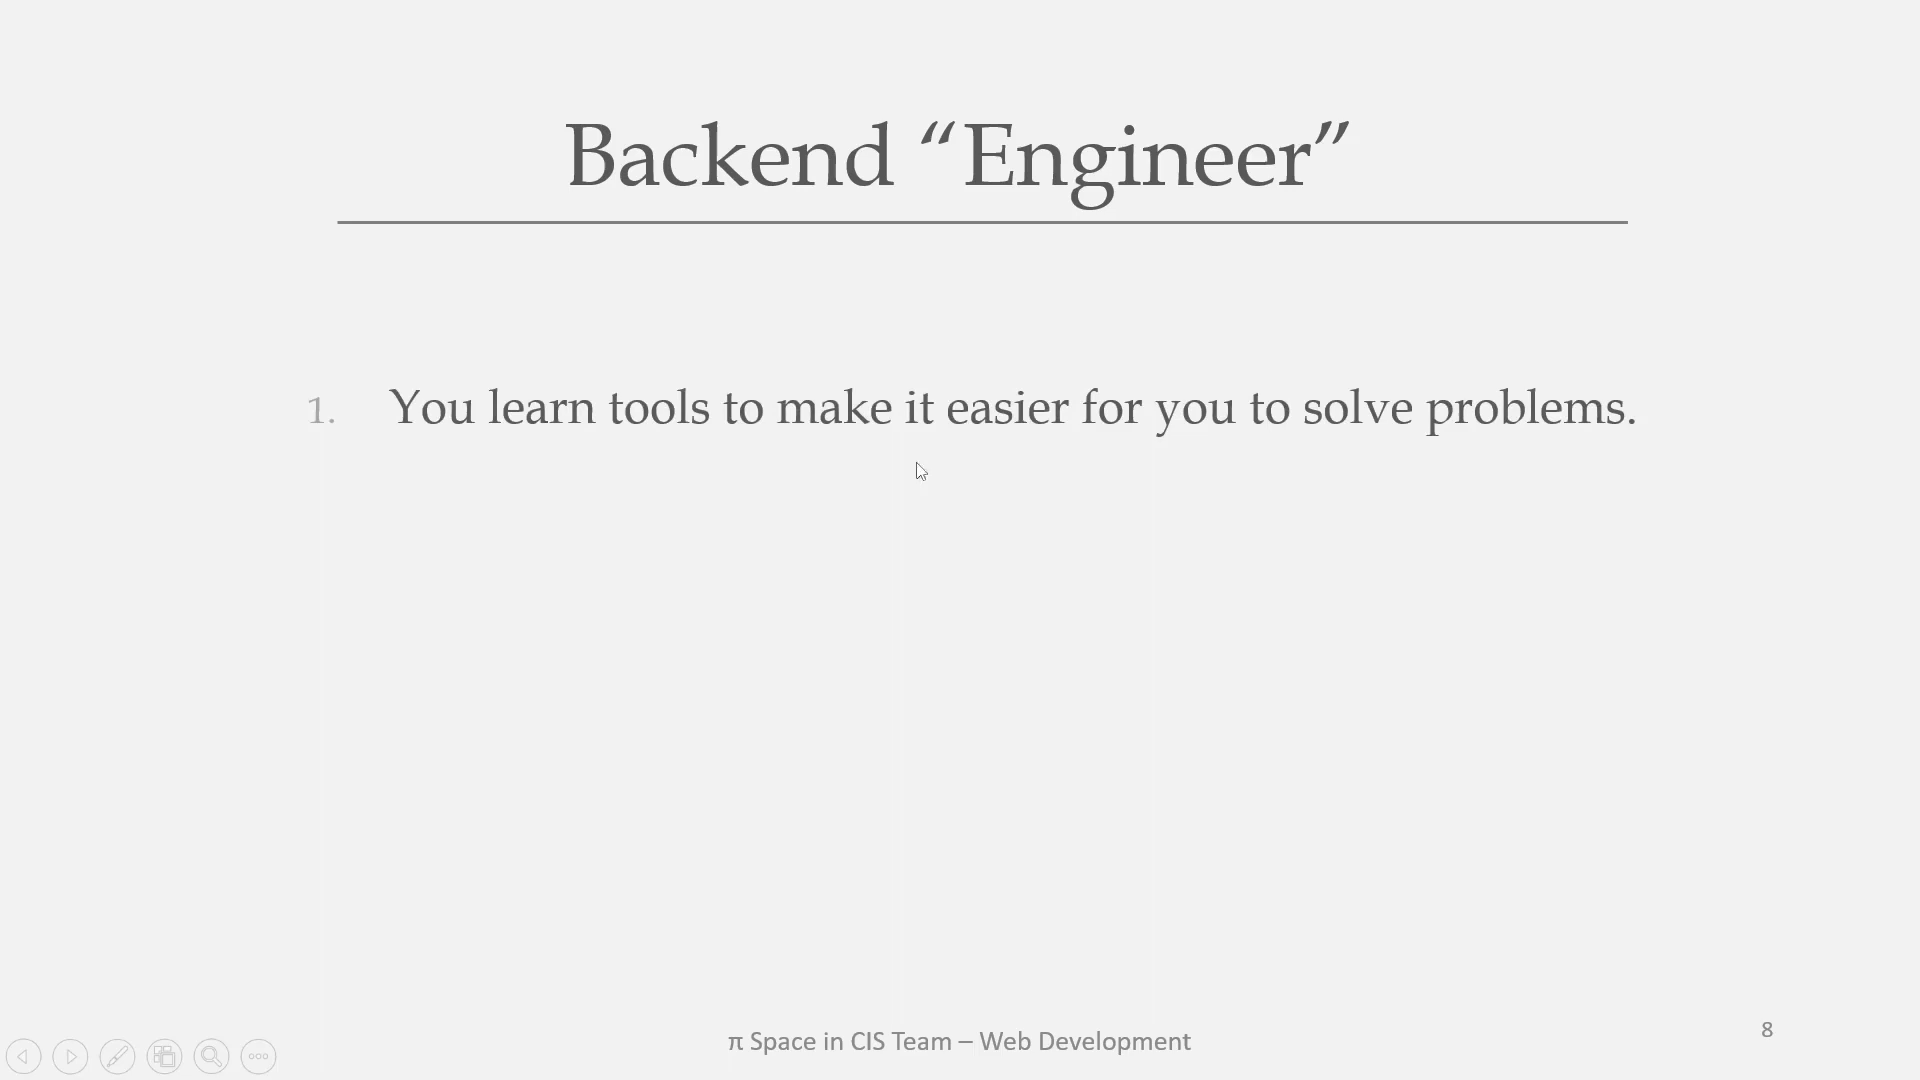 Backend “Engineer”
1. You learn tools to make it easier for you to solve problems.
π Space in CIS Team – Web Development
8